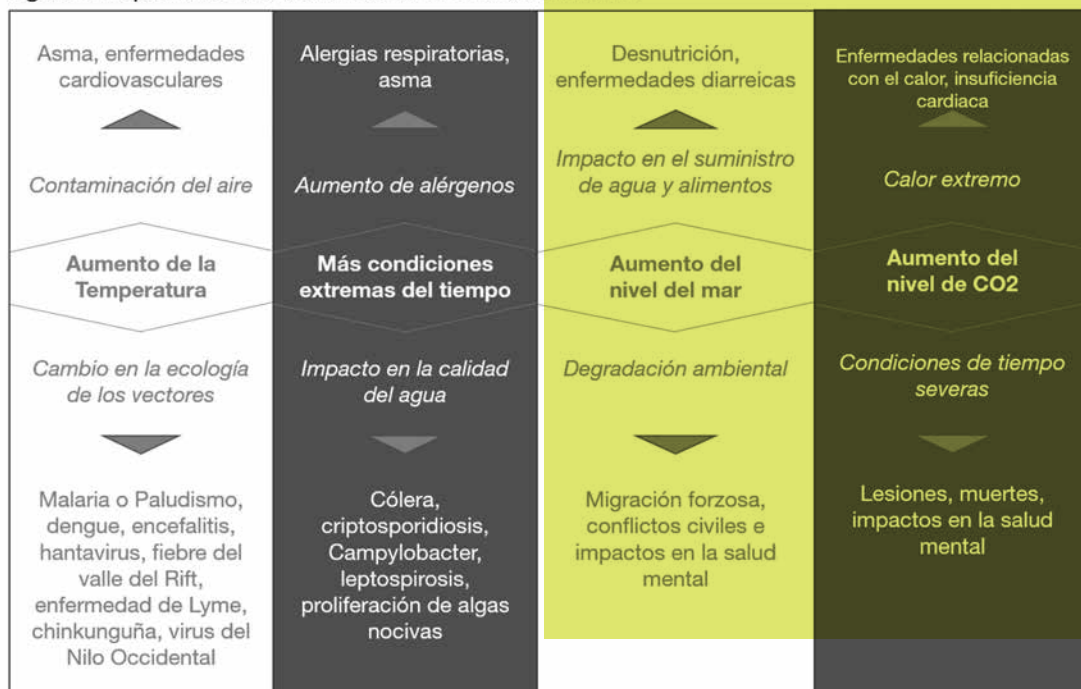 Asma, enfermedades
cardiovasculares
Contaminación del aire
Aumento de la
Temperatura
Cambio en la ecología
de los vectores
Malaria o Paludismo,
dengue, encefalitis,
hantavirus, fiebre del
valle del Rift,
enfermedad de Lyme,
chinkunguña, virus del
Nilo Occidental
Alergias respiratorias,
asma
Aumento de alérgenos
Más condiciones
extremas del tiempo
Impacto en la calidad
del agua
Cólera,
criptosporidiosis,
Campylobacter,
leptospirosis,
proliferación de algas
nocivas
Desnutrición,
enfermedades diarreicas
Impacto en el suministro
de agua y alimentos
Aumento del
nivel del mar
Degradación ambiental
Migración forzosa,
conflictos civiles e
impactos en la salud
mental
Enfermedades relacionadas
con el calor, insuficiencia
cardiaca
Calor extremo
Aumento del
nivel de CO2
Condiciones de tiempo
severas
Lesiones, muertes,
impactos en la salud
mental